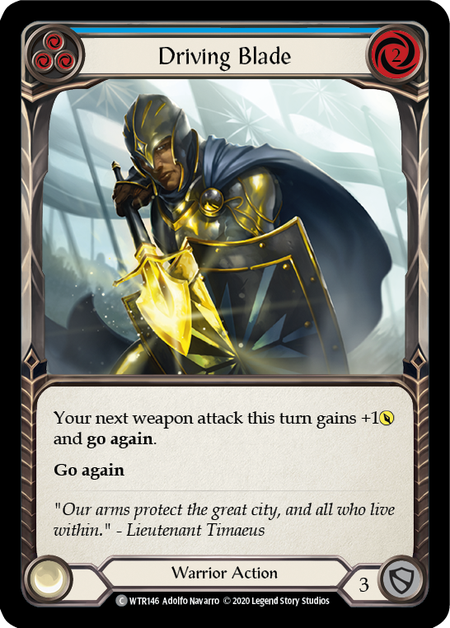 Driving Blade
2
Your next weapon attack this turn gains +1
and go again.
Go again
"Our arms protect the great city, and all who live
within." - Lieutenant Timaeus
Warrior Action
3
C WTR146 Adolfo Navarro © 2020 Legend Story Studios